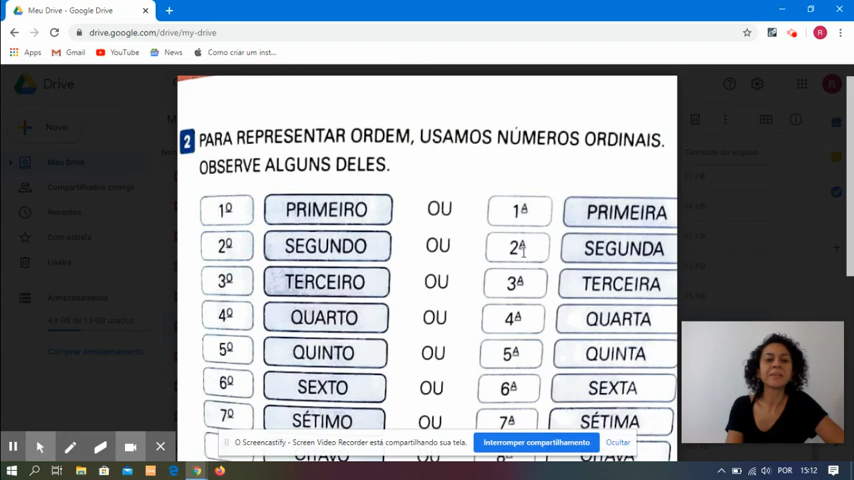 Meu Drive - Google Drive
drive.google.com/drive/my-drive
R
Apps
Gmail
YouTube
News
Como criar um inst...
Drive
R
Novo
Meu Drive
Compartilhados comigo
Recentes
Com estrela
Lixeira
Armazenamento
Comprar armazenamento
2 PARA REPRESENTAR ORDEM, USAMOS NÚMEROS ORDINAIS.
OBSERVE ALGUNS DELES.
1º PRIMEIRO OU 1ª PRIMEIRA
2º SEGUNDO OU 2ª SEGUNDA
3º TERCEIRO OU 3ª TERCEIRA
4º QUARTO OU 4ª QUARTA
5º QUINTO OU 5ª QUINTA
6º SEXTO OU 6ª SEXTA
7º SÉTIMO OU 7ª SÉTIMA
O Screencastify - Screen Video Recorder está compartilhando sua tela.
Interromper compartilhamento
Ocultar
POR
15:12